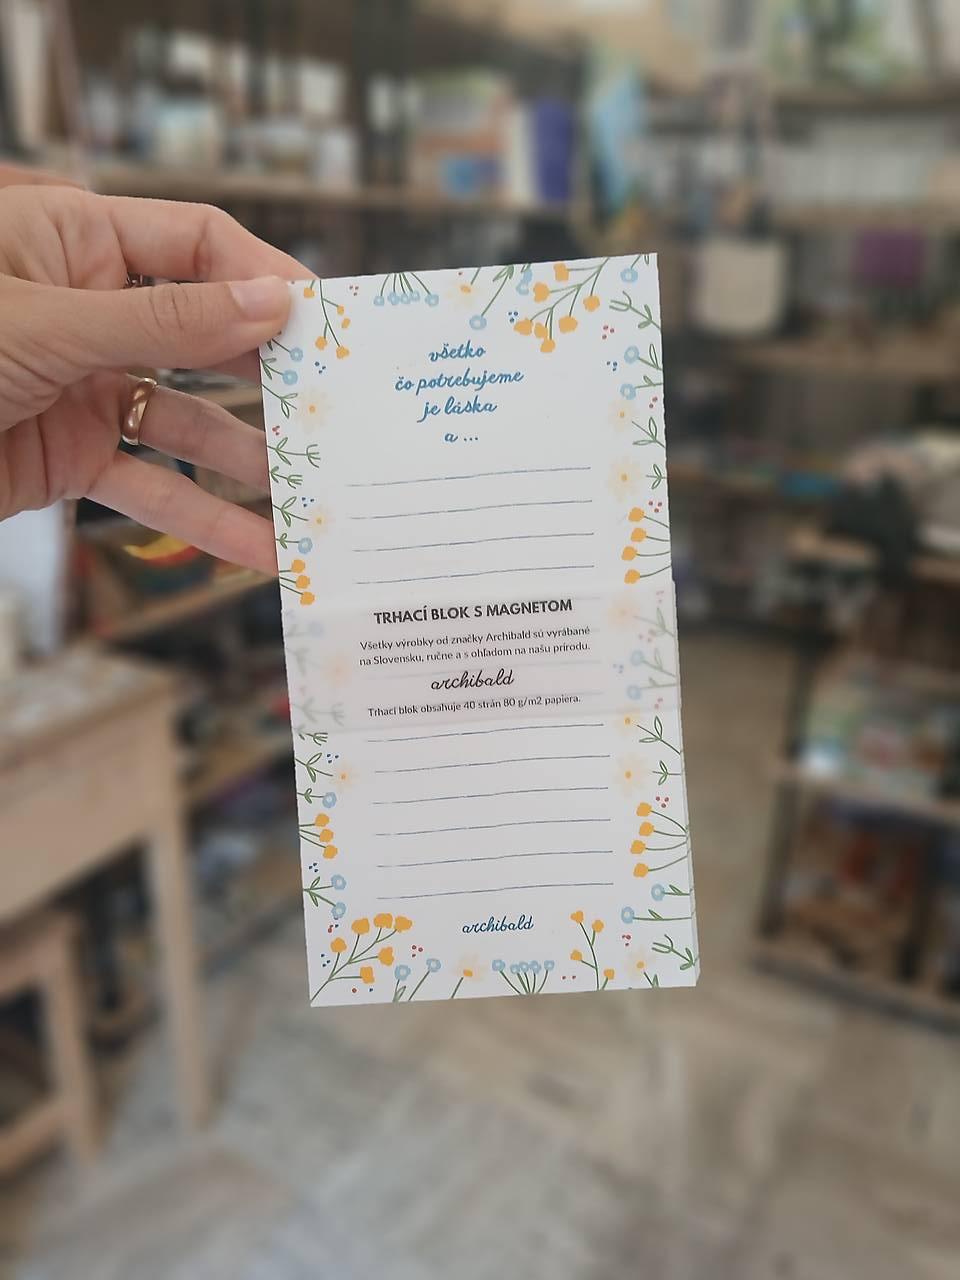 všetko
čo potrebujeme
je láska
a ...
TRHACÍ BLOK S MAGNETOM
Všetky výrobky od značky Archibald sú vyrábané
na Slovensku, ručne a s ohľadom na našu prírodu.
archibald
Trhací blok obsahuje 40 strán 80 g/m2 papiera.
archibald